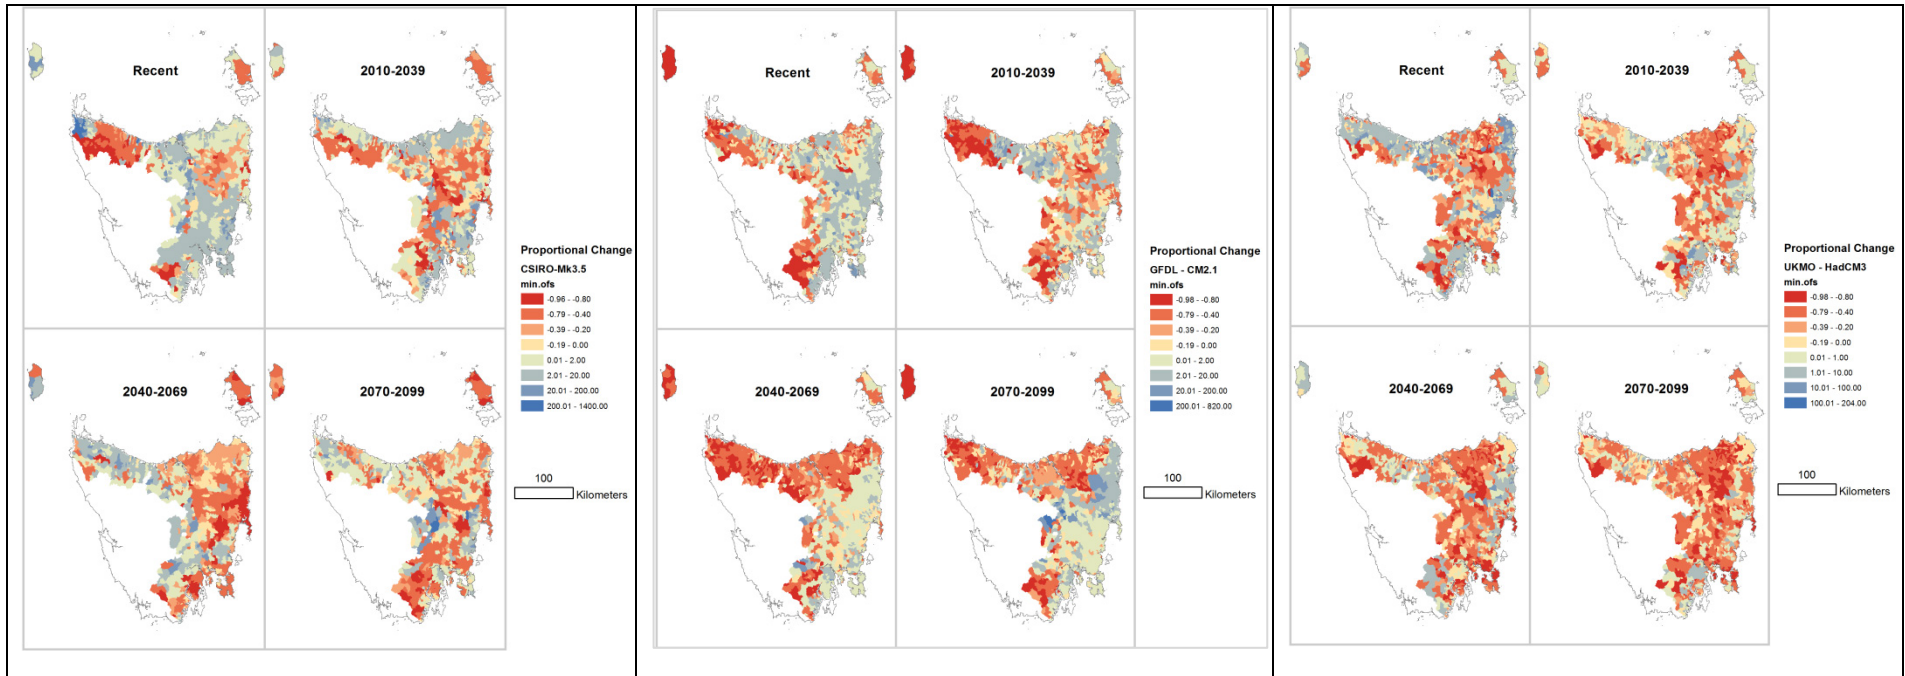 Recent
2010-2039
2040-2069
2070-2099
Proportional Change
CSIRO-Mk3.5
min.ofs
-0.96 - -0.80
-0.79 - -0.40
-0.39 - -0.20
-0.19 - 0.00
0.01 - 2.00
2.01 - 20.00
20.01 - 200.00
200.01 - 1400.00
100
Kilometers
Recent
2010-2039
2040-2069
2070-2099
Proportional Change
GFDL - CM2.1
min.ofs
-0.98 - -0.80
-0.79 - -0.40
-0.39 - -0.20
-0.19 - 0.00
0.01 - 2.00
2.01 - 20.00
20.01 - 200.00
200.01 - 820.00
100
Kilometers
Recent
2010-2039
2040-2069
2070-2099
Proportional Change
UKMO - HadCM3
min.ofs
-0.98 - -0.80
-0.79 - -0.40
-0.39 - -0.20
-0.19 - 0.00
0.01 - 1.00
1.01 - 10.00
10.01 - 100.00
100.01 - 204.00
100
Kilometers